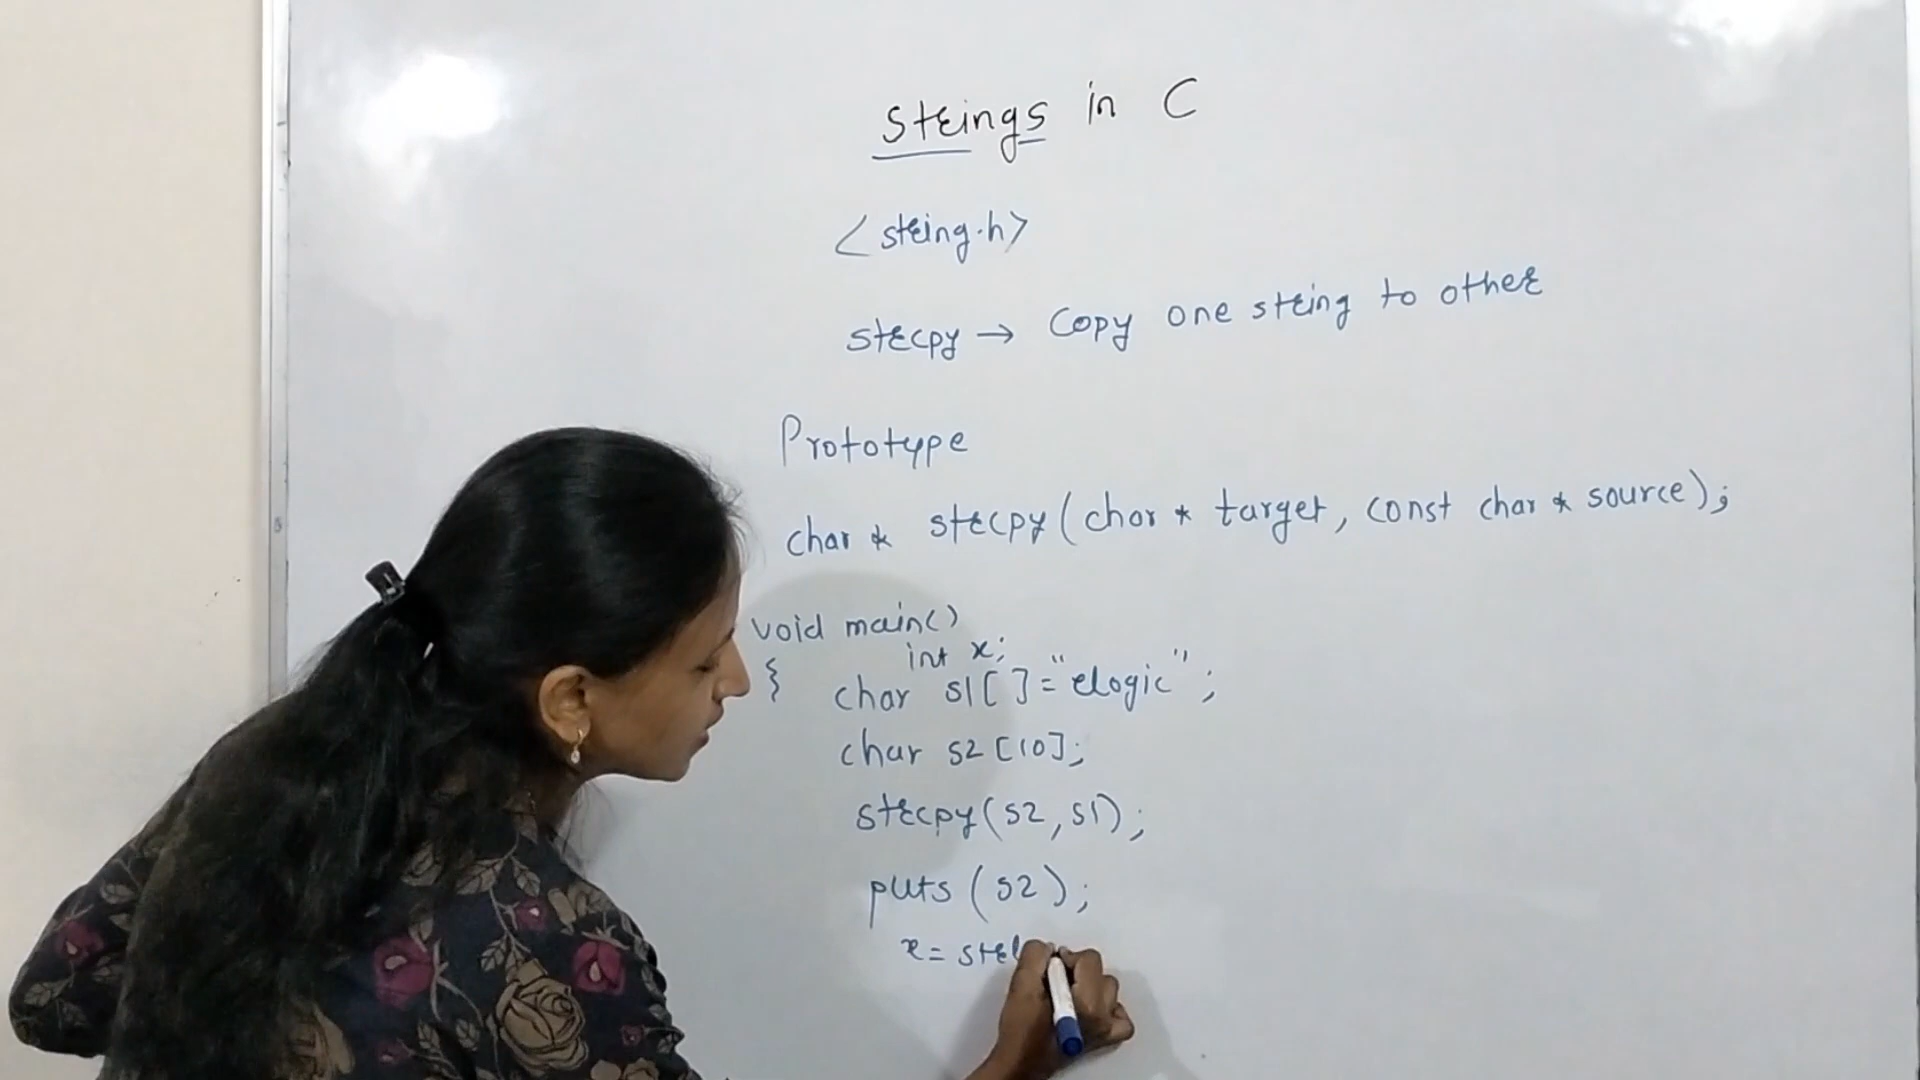 Strings in C
<string.h>
strcpy → Copy one string to other
Prototype
char * strcpy(char * target, const char * source);
void main()
int x;
{ char s1[ ]="elogic";
char s2[10];
strcpy(s2,s1);
puts(s2);
x= strl